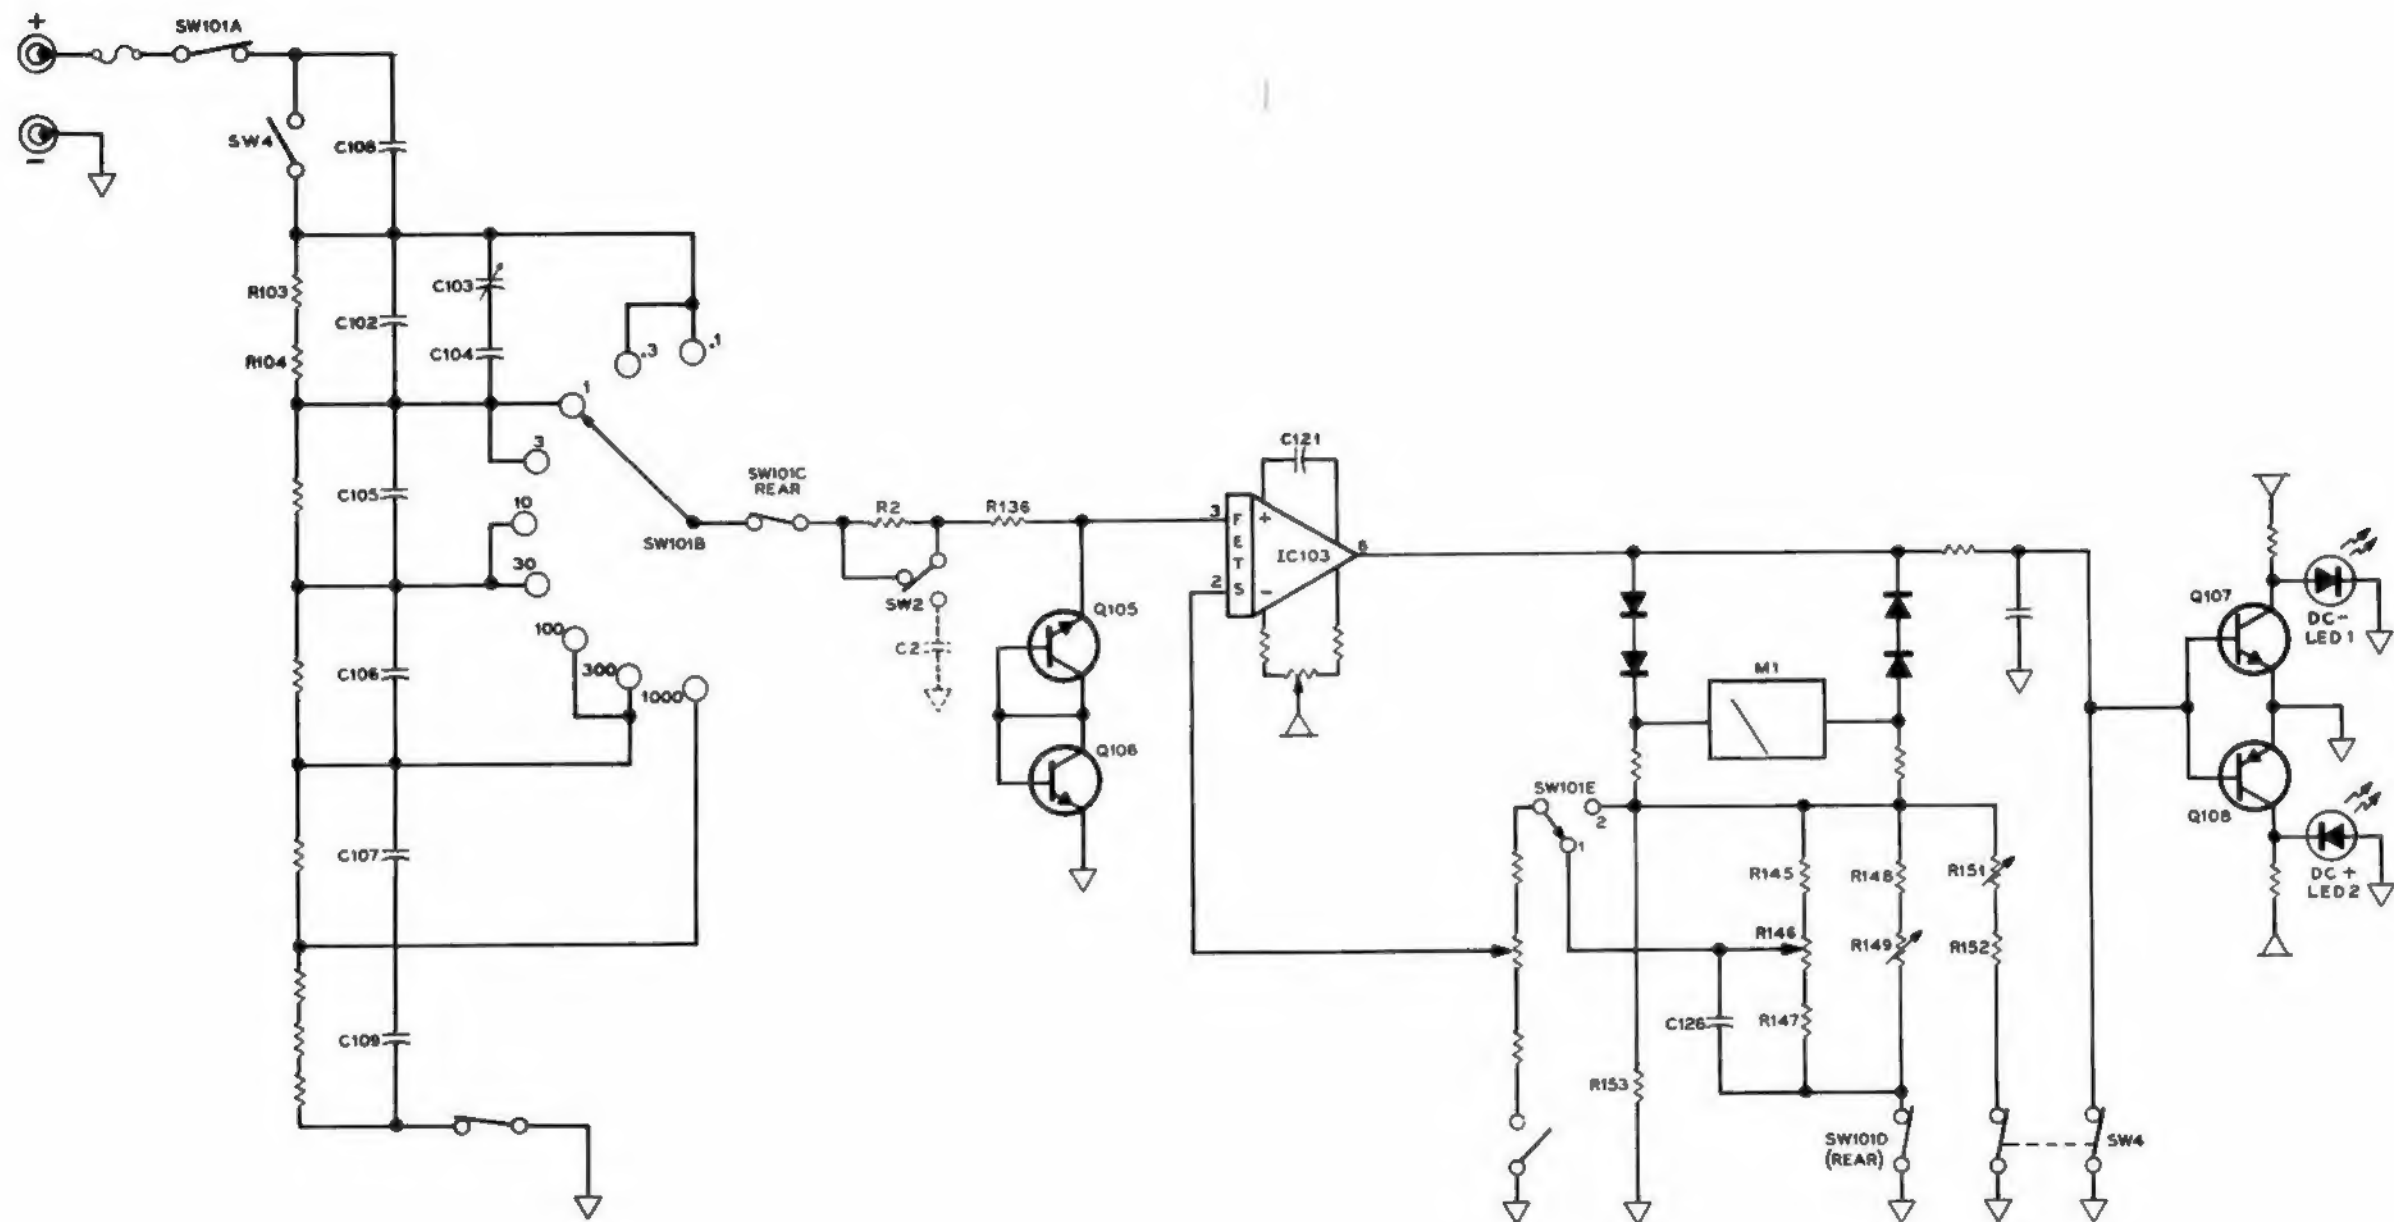 +
SW101A
−
SW4
C108
R103
C103
C102
R104
C104
.3
.1
1
3
C105
10
30
SW101B
SW101C
REAR
R2
R136
SW2
C2
C106
100
300
1000
C107
C109
Q105
Q106
C121
3
2
FETS
+
−
IC103
6
M1
SW101E
2
1
R145
R148
R151
R146
R149
R152
C126
R147
R153
SW101D
(REAR)
SW4
Q107
DC −
LED 1
Q108
DC +
LED 2